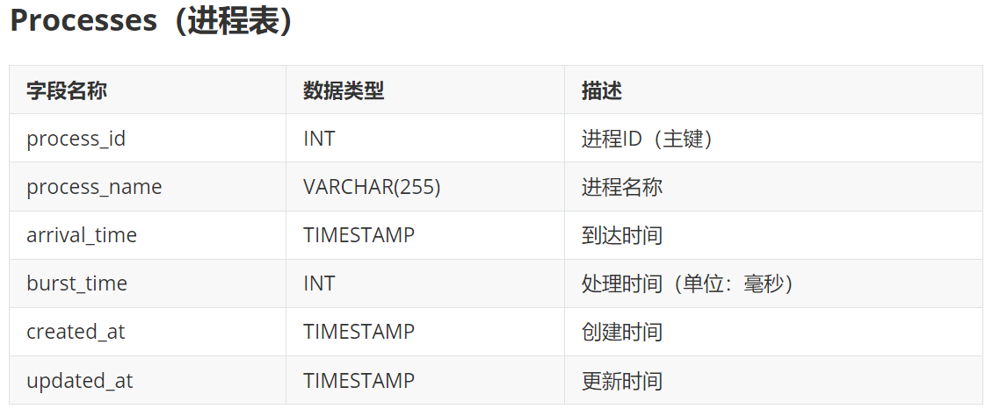 Processes（进程表）
字段名称 数据类型 描述
process_id INT 进程ID（主键）
process_name VARCHAR(255) 进程名称
arrival_time TIMESTAMP 到达时间
burst_time INT 处理时间（单位：毫秒）
created_at TIMESTAMP 创建时间
updated_at TIMESTAMP 更新时间